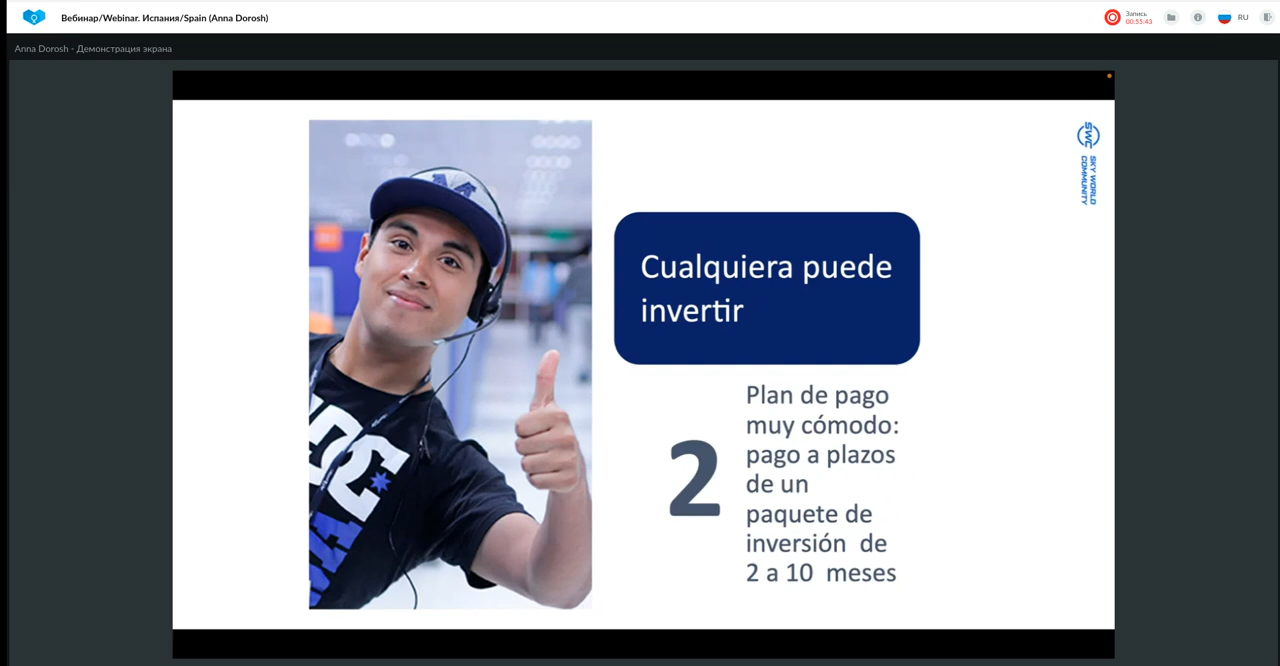 Вебинар/Webinar. Испания/Spain (Anna Dorosh)
Запись
00:55:43
RU
Anna Dorosh - Демонстрация экрана
SWC
SKY WORLD
COMMUNITY
Cualquiera puede
invertir
2
Plan de pago
muy cómodo:
pago a plazos
de un
paquete de
inversión de
2 a 10 meses